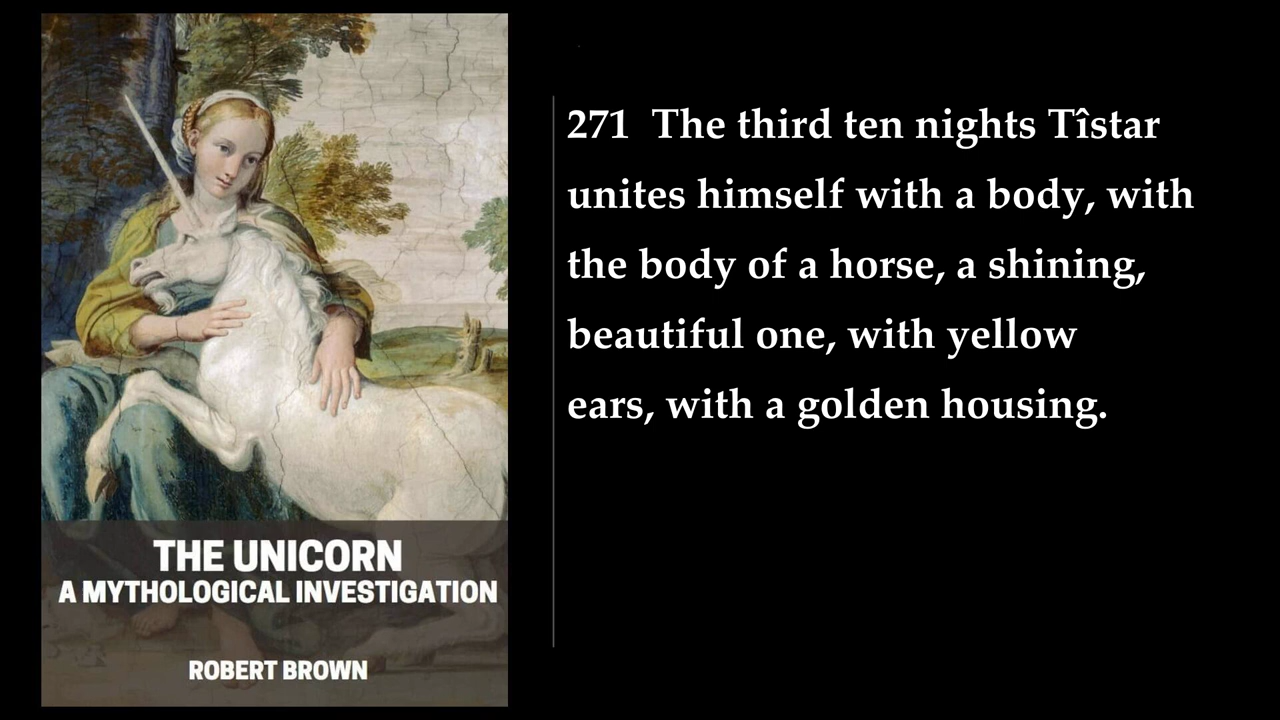 271 The third ten nights Tîstar
unites himself with a body, with
the body of a horse, a shining,
beautiful one, with yellow
ears, with a golden housing.
THE UNICORN
A MYTHOLOGICAL INVESTIGATION
ROBERT BROWN